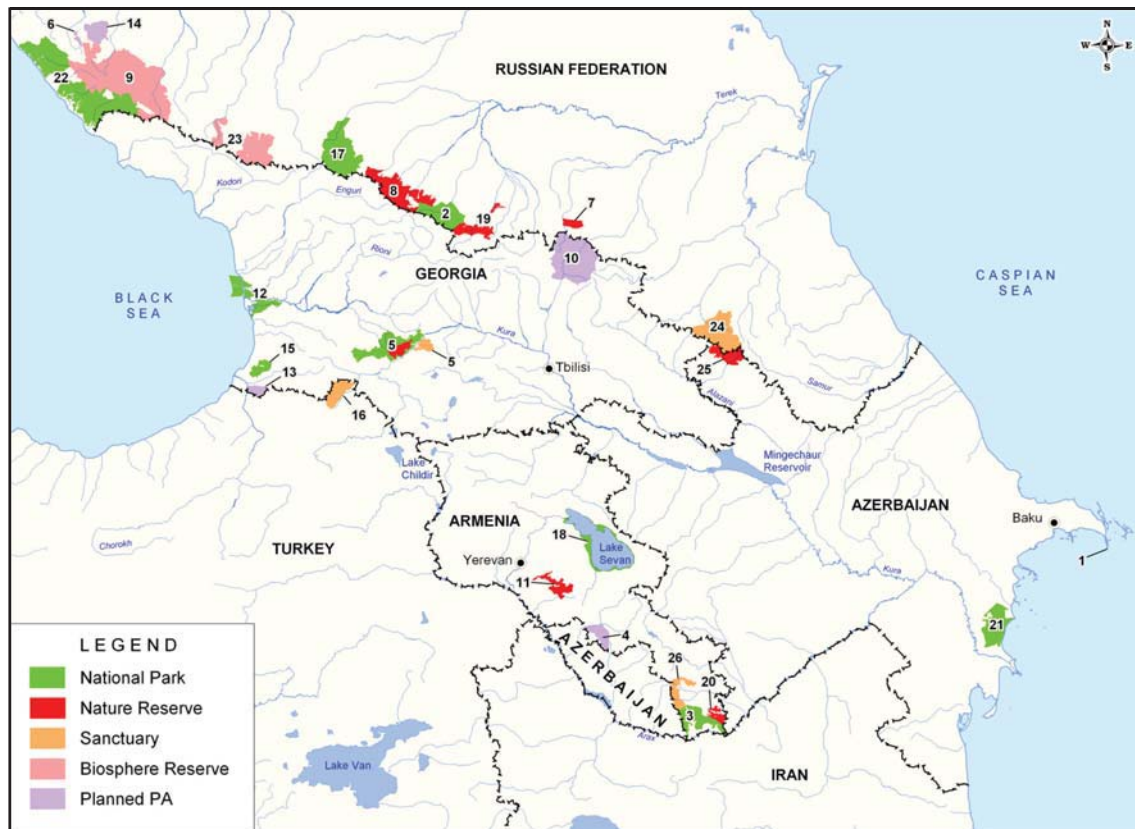 6
14
N
W E
S
RUSSIAN FEDERATION
22
9
Terek
23
17
Kodori
Enguri
8
2
19
7
Rioni
10
GEORGIA
BLACK
SEA
CASPIAN
SEA
12
24
Kura
5
5
15
25
Tbilisi
13
Samur
Alazani
16
Lake
Childir
Mingechaur
Reservoir
AZERBAIJAN
ARMENIA
Baku
Chorokh
TURKEY
18
Lake
Sevan
Yerevan
1
Kura
11
21
4
LEGEND
AZERBAIJAN
26
20
National Park
Nature Reserve
3
Sanctuary
Arax
Lake Van
Biosphere Reserve
IRAN
Planned PA